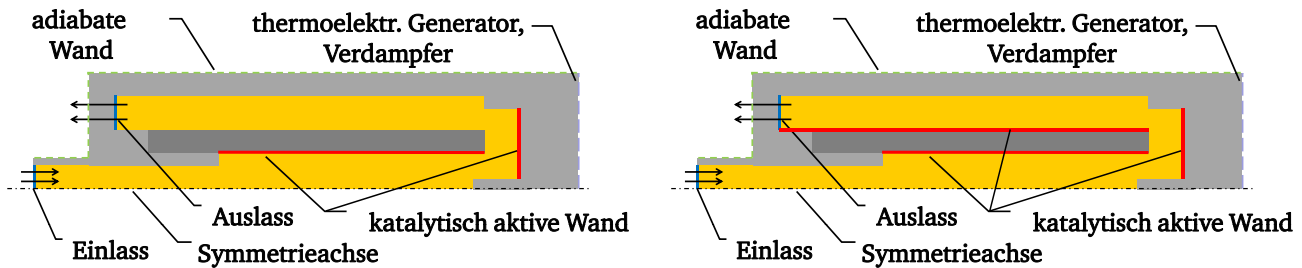 adiabate
Wand
thermoelektr. Generator,
Verdampfer
Auslass
katalytisch aktive Wand
Einlass
Symmetrieachse
adiabate
Wand
thermoelektr. Generator,
Verdampfer
Auslass
katalytisch aktive Wand
Einlass
Symmetrieachse